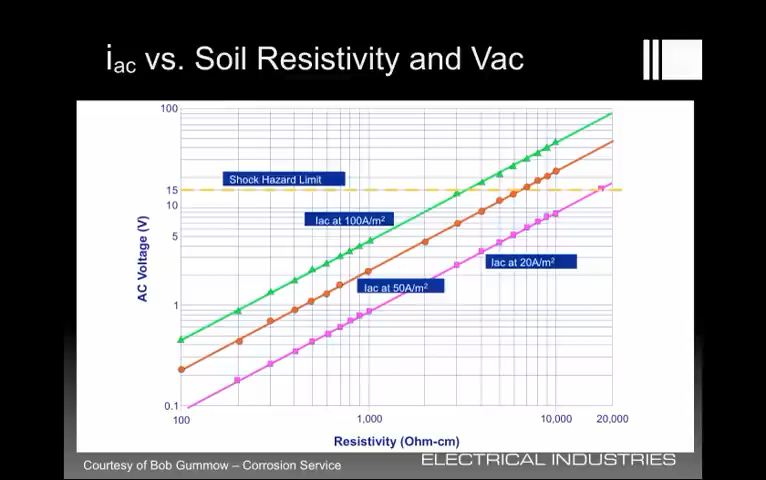 iac vs. Soil Resistivity and Vac
100
Shock Hazard Limit
15
10
Iac at 100A/m²
5
Iac at 20A/m²
Iac at 50A/m²
1
0.1
AC Voltage (V)
100
1,000
10,000
20,000
Resistivity (Ohm-cm)
Courtesy of Bob Gummow – Corrosion Service
ELECTRICAL INDUSTRIES